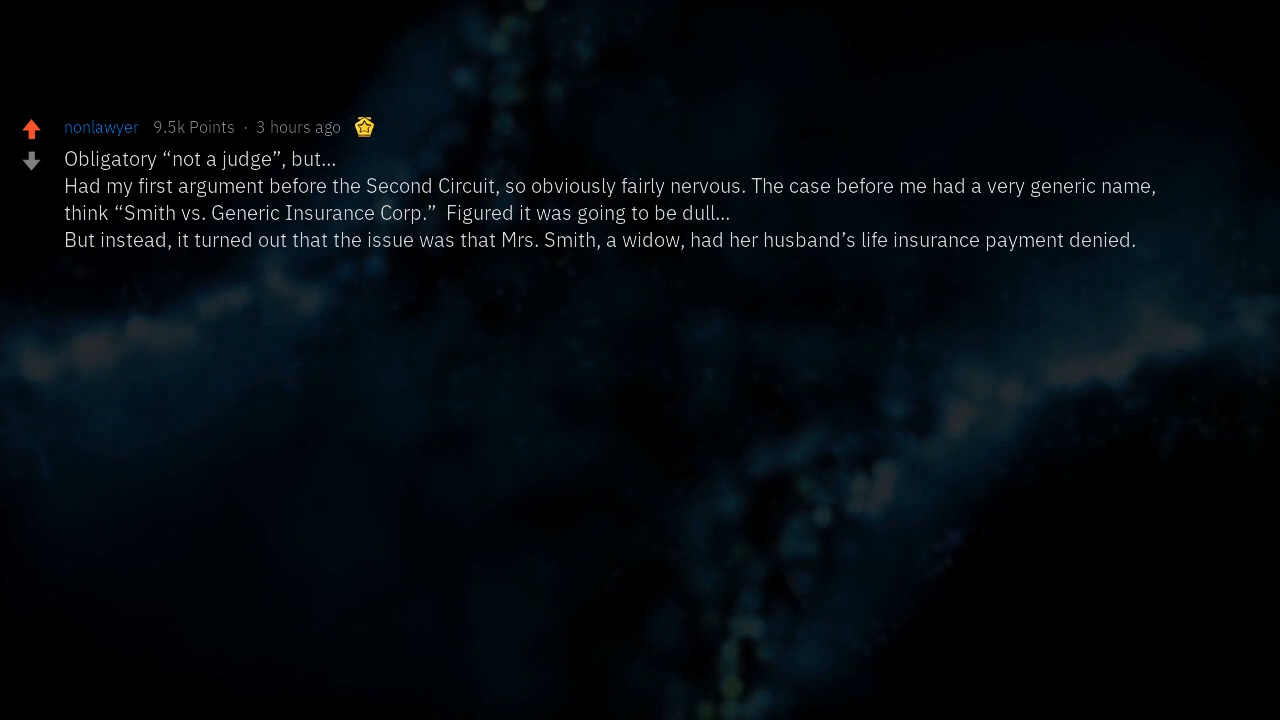 nonlawyer 9.5k Points · 3 hours ago
Obligatory “not a judge”, but...
Had my first argument before the Second Circuit, so obviously fairly nervous. The case before me had a very generic name,
think “Smith vs. Generic Insurance Corp.” Figured it was going to be dull...
But instead, it turned out that the issue was that Mrs. Smith, a widow, had her husband’s life insurance payment denied.